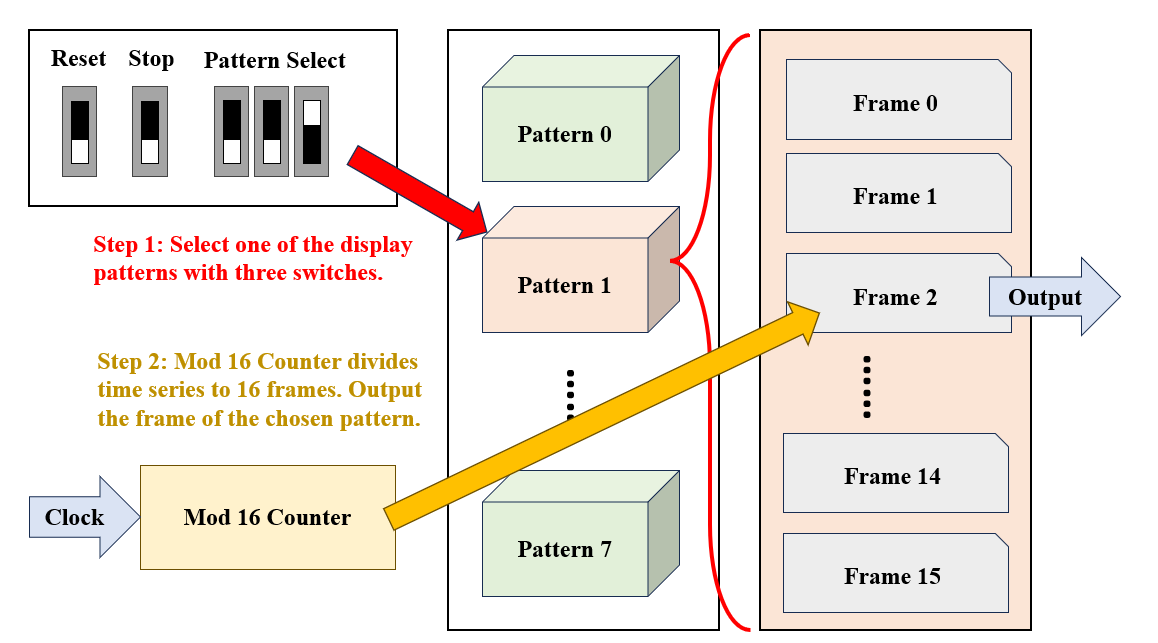 Reset Stop Pattern Select
Step 1: Select one of the display
patterns with three switches.
Step 2: Mod 16 Counter divides
time series to 16 frames. Output
the frame of the chosen pattern.
Clock
Mod 16 Counter
Pattern 0
Pattern 1
Pattern 7
Frame 0
Frame 1
Frame 2
Output
Frame 14
Frame 15